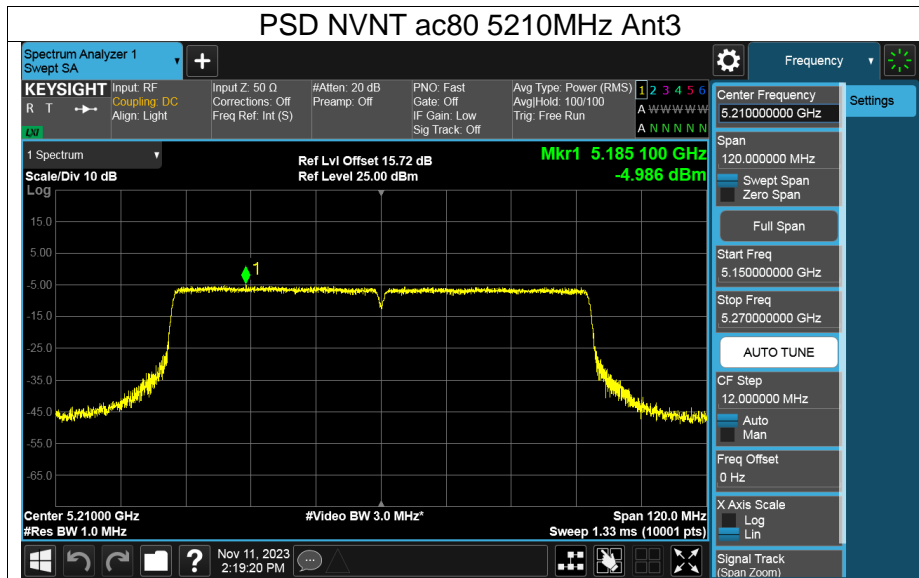 PSD NVNT ac80 5210MHz Ant3
Spectrum Analyzer 1
Swept SA
+
Frequency
KEYSIGHT
R T
LXI
Input: RF
Coupling: DC
Align: Light
Input Z: 50 Ω
Corrections: Off
Freq Ref: Int (S)
#Atten: 20 dB
Preamp: Off
PNO: Fast
Gate: Off
IF Gain: Low
Sig Track: Off
Avg Type: Power (RMS)
Avg|Hold: 100/100
Trig: Free Run
1 2 3 4 5 6
A W W W W W
A N N N N N
1 Spectrum
Scale/Div 10 dB
Ref Lvl Offset 15.72 dB
Ref Level 25.00 dBm
Mkr1 5.185 100 GHz
-4.986 dBm
Log
15.0
5.00
-5.00
-15.0
-25.0
-35.0
-45.0
-55.0
-65.0
1
Center 5.21000 GHz
#Res BW 1.0 MHz
#Video BW 3.0 MHz*
Span 120.0 MHz
Sweep 1.33 ms (10001 pts)
Center Frequency
5.210000000 GHz
Settings
Span
120.000000 MHz
Swept Span
Zero Span
Full Span
Start Freq
5.150000000 GHz
Stop Freq
5.270000000 GHz
AUTO TUNE
CF Step
12.000000 MHz
Auto
Man
Freq Offset
0 Hz
X Axis Scale
Log
Lin
Signal Track
(Span Zoom)
?
Nov 11, 2023
2:19:20 PM